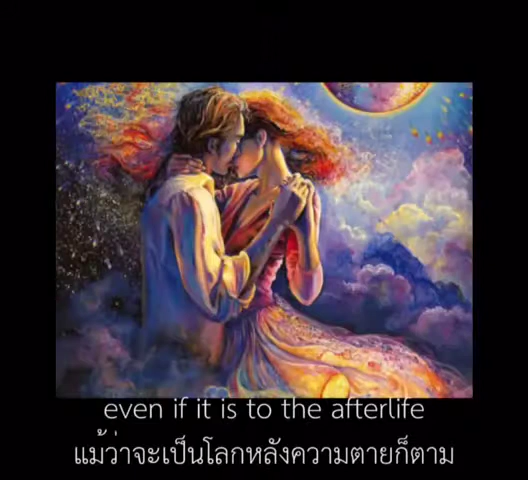 even if it is to the afterlife
แม้ว่าจะเป็นโลกหลังความตายก็ตาม